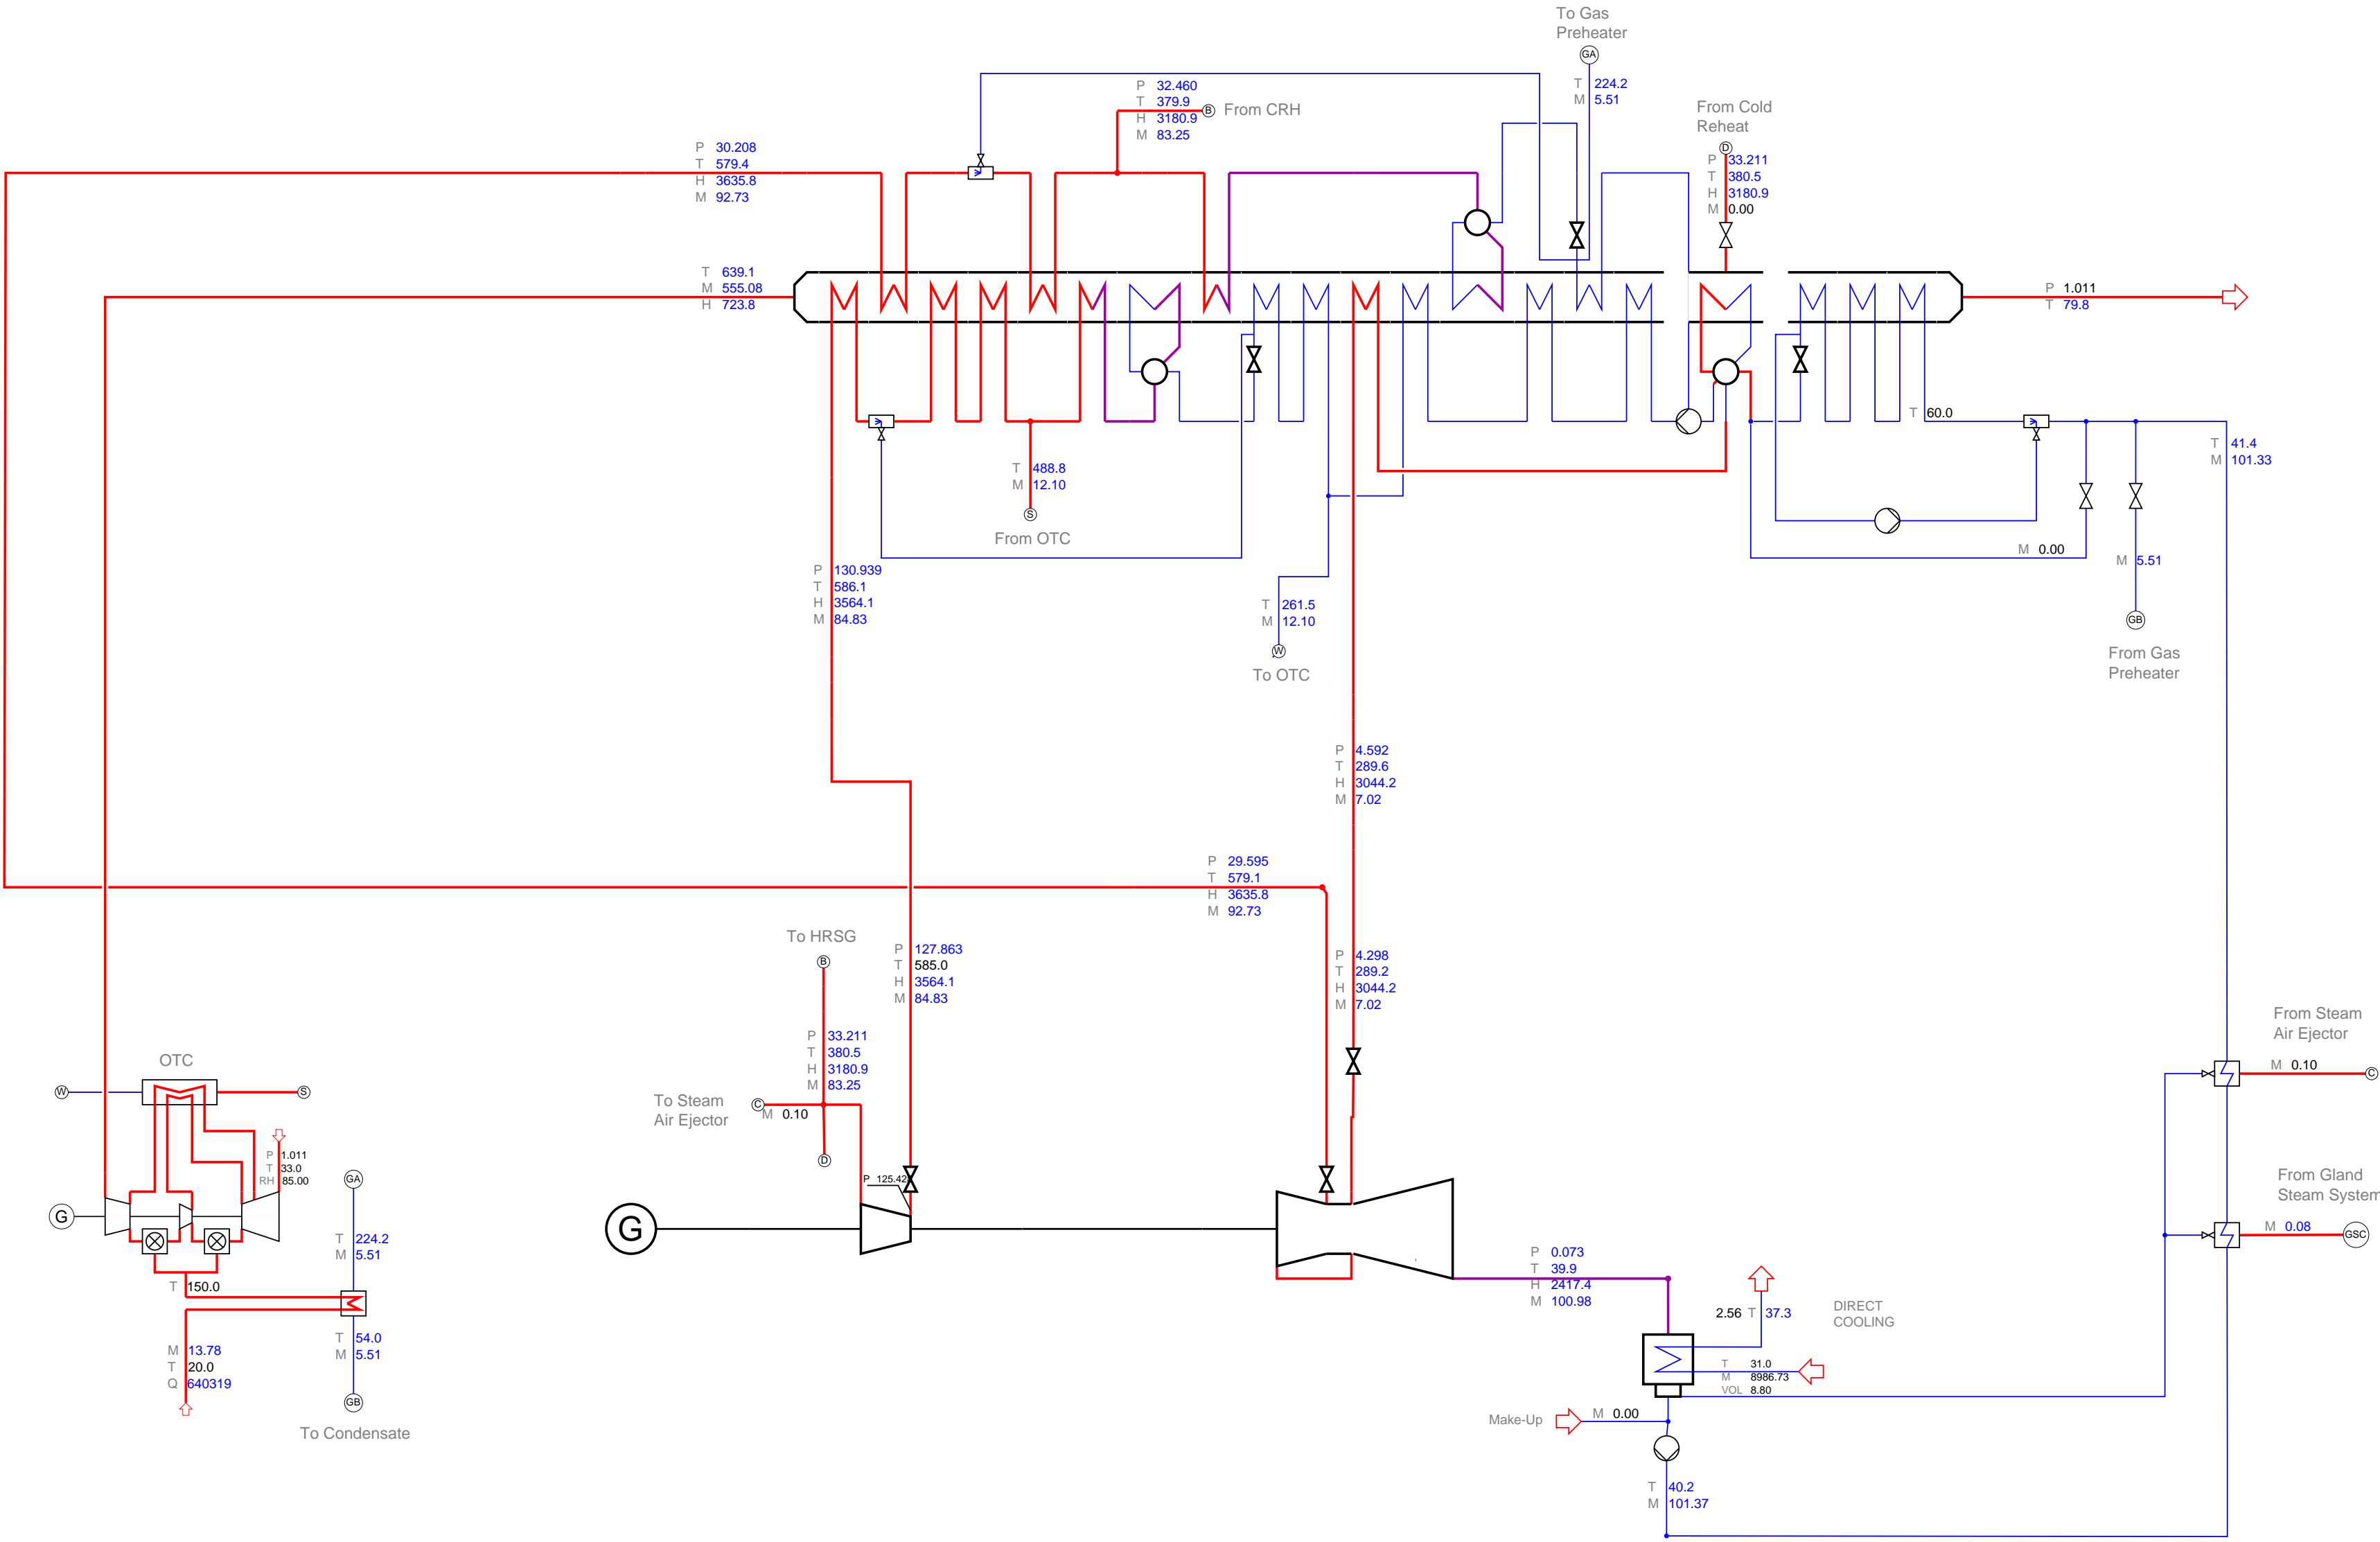 To Gas
Preheater
GA
T 224.2
M 5.51
P 32.460
T 379.9
H 3180.9
M 83.25
B From CRH
From Cold
Reheat
D
P 33.211
T 380.5
H 3180.9
M 0.00
P 30.208
T 579.4
H 3635.8
M 92.73
T 639.1
M 555.08
H 723.8
P 1.011
T 79.8
T 60.0
T 41.4
M 101.33
T 488.8
M 12.10
S
From OTC
M 0.00
M 5.51
GB
From Gas
Preheater
P 130.939
T 586.1
H 3564.1
M 84.83
T 261.5
M 12.10
W
To OTC
P 4.592
T 289.6
H 3044.2
M 7.02
P 29.595
T 579.1
H 3635.8
M 92.73
To HRSG
B
P 127.863
T 585.0
H 3564.1
M 84.83
P 4.298
T 289.2
H 3044.2
M 7.02
P 33.211
T 380.5
H 3180.9
M 83.25
From Steam
Air Ejector
M 0.10
C
OTC
W
S
To Steam
Air Ejector
C
M 0.10
D
P 1.011
T 33.0
RH 85.00
GA
P 125.42
From Gland
Steam System
M 0.08
GSC
G
G
T 224.2
M 5.51
T 150.0
P 0.073
T 39.9
H 2417.4
M 100.98
2.56 T 37.3
DIRECT
COOLING
T 54.0
M 5.51
M 13.78
T 20.0
Q 640319
T 31.0
M 8986.73
VOL 8.80
GB
To Condensate
Make-Up
M 0.00
T 40.2
M 101.37